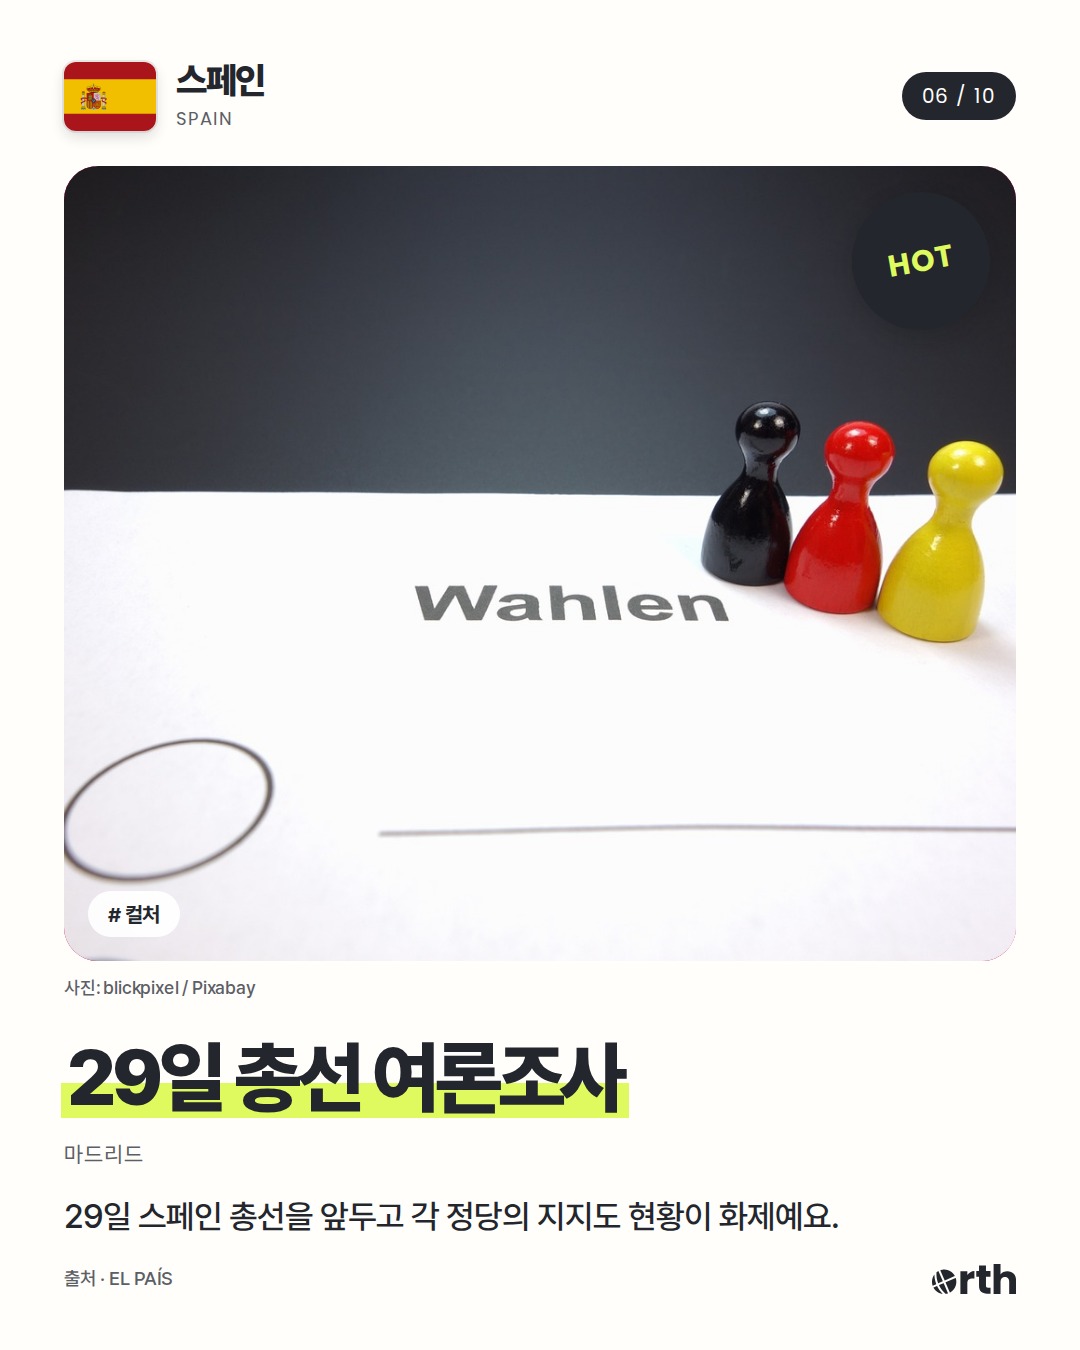 스페인
SPAIN
06 / 10
HOT
Wahlen
# 컬처
사진: blickpixel / Pixabay
29일 총선 여론조사
마드리드
29일 스페인 총선을 앞두고 각 정당의 지지도 현황이 화제예요.
출처 · EL PAÍS
orth